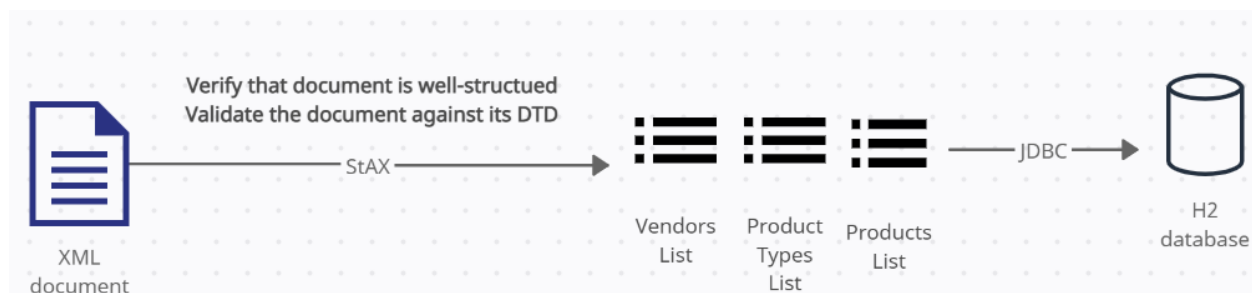 Verify that document is well-structued
Validate the document against its DTD
StAX
JDBC
XML
document
Vendors
List
Product
Types
List
Products
List
H2
database